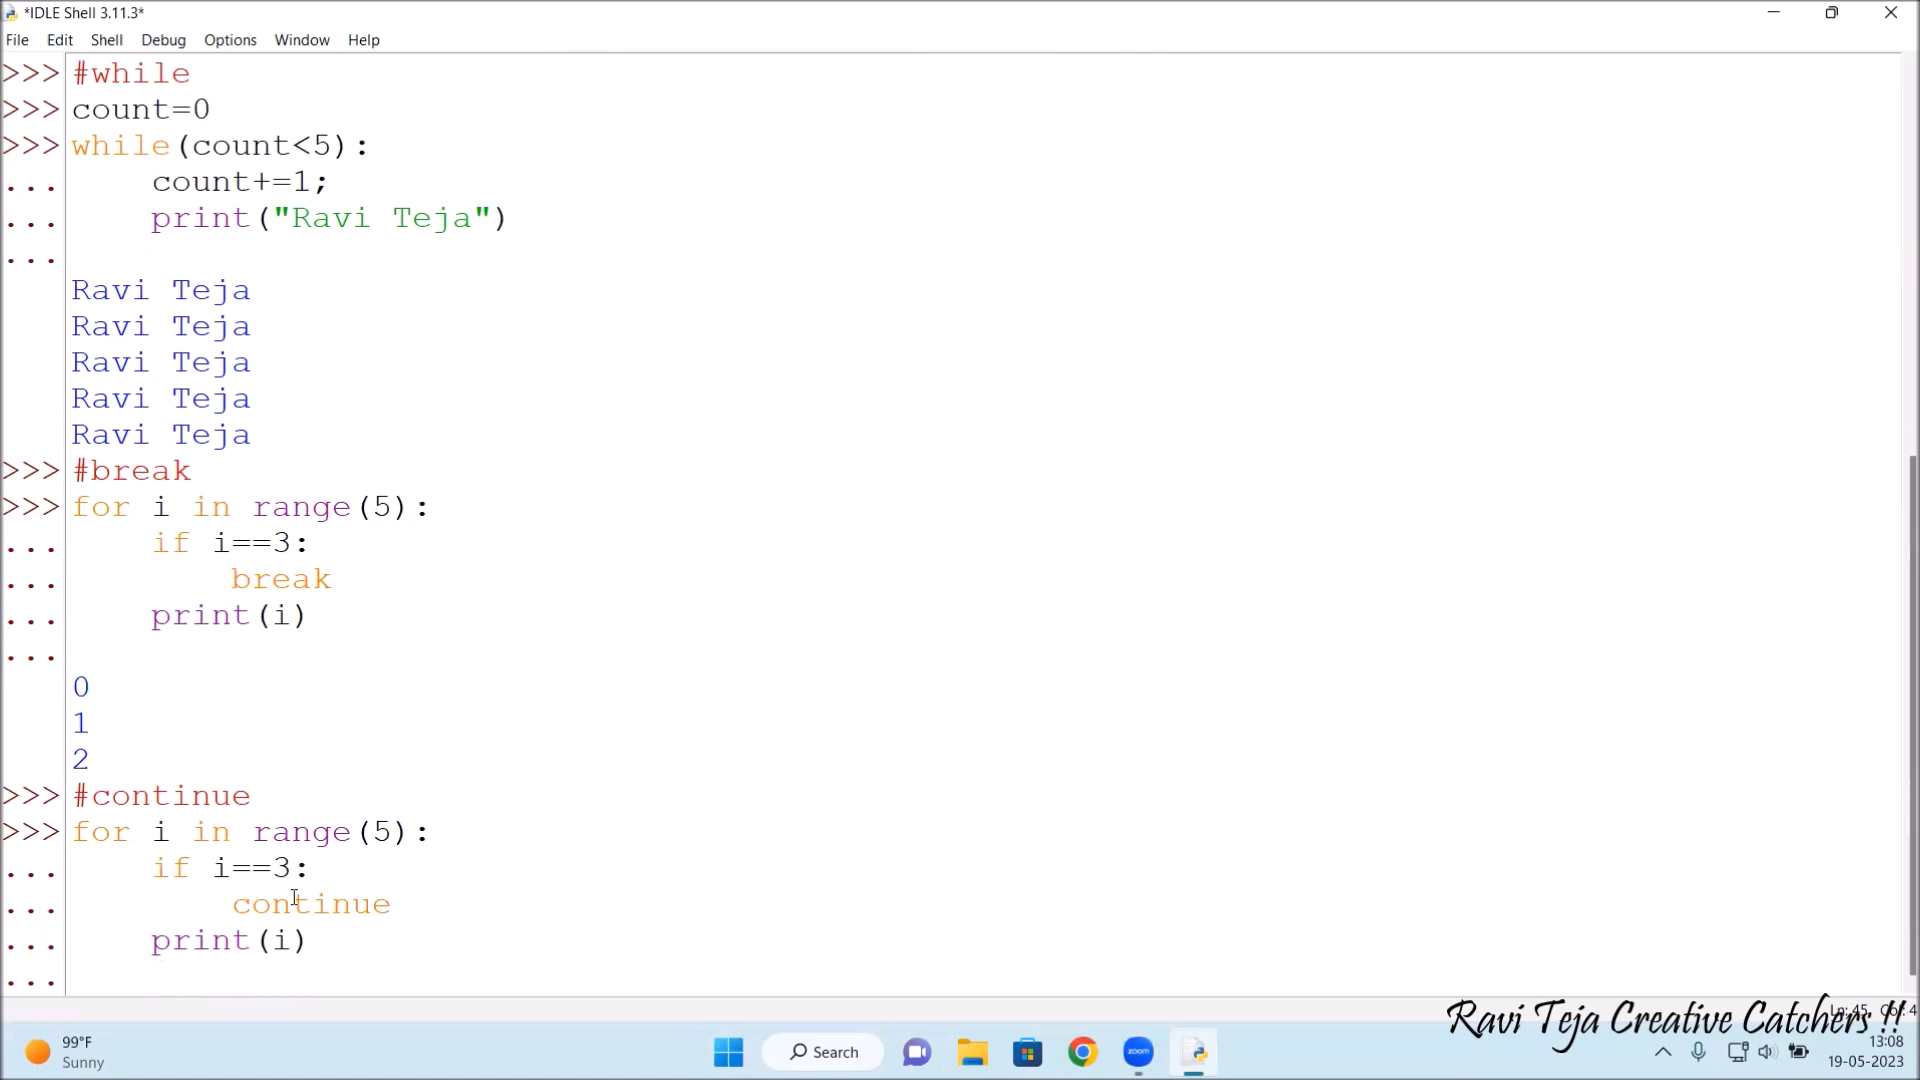 *IDLE Shell 3.11.3*
File Edit Shell Debug Options Window Help
>>> #while
>>> count=0
>>> while(count<5):
... count+=1;
... print("Ravi Teja")
...
Ravi Teja
Ravi Teja
Ravi Teja
Ravi Teja
Ravi Teja
>>> #break
>>> for i in range(5):
... if i==3:
... break
... print(i)
...
0
1
2
>>> #continue
>>> for i in range(5):
... if i==3:
... continue
... print(i)
...
Ravi Teja Creative Catchers !!
99°F
Sunny
Search
zoom
13:08
19-05-2023